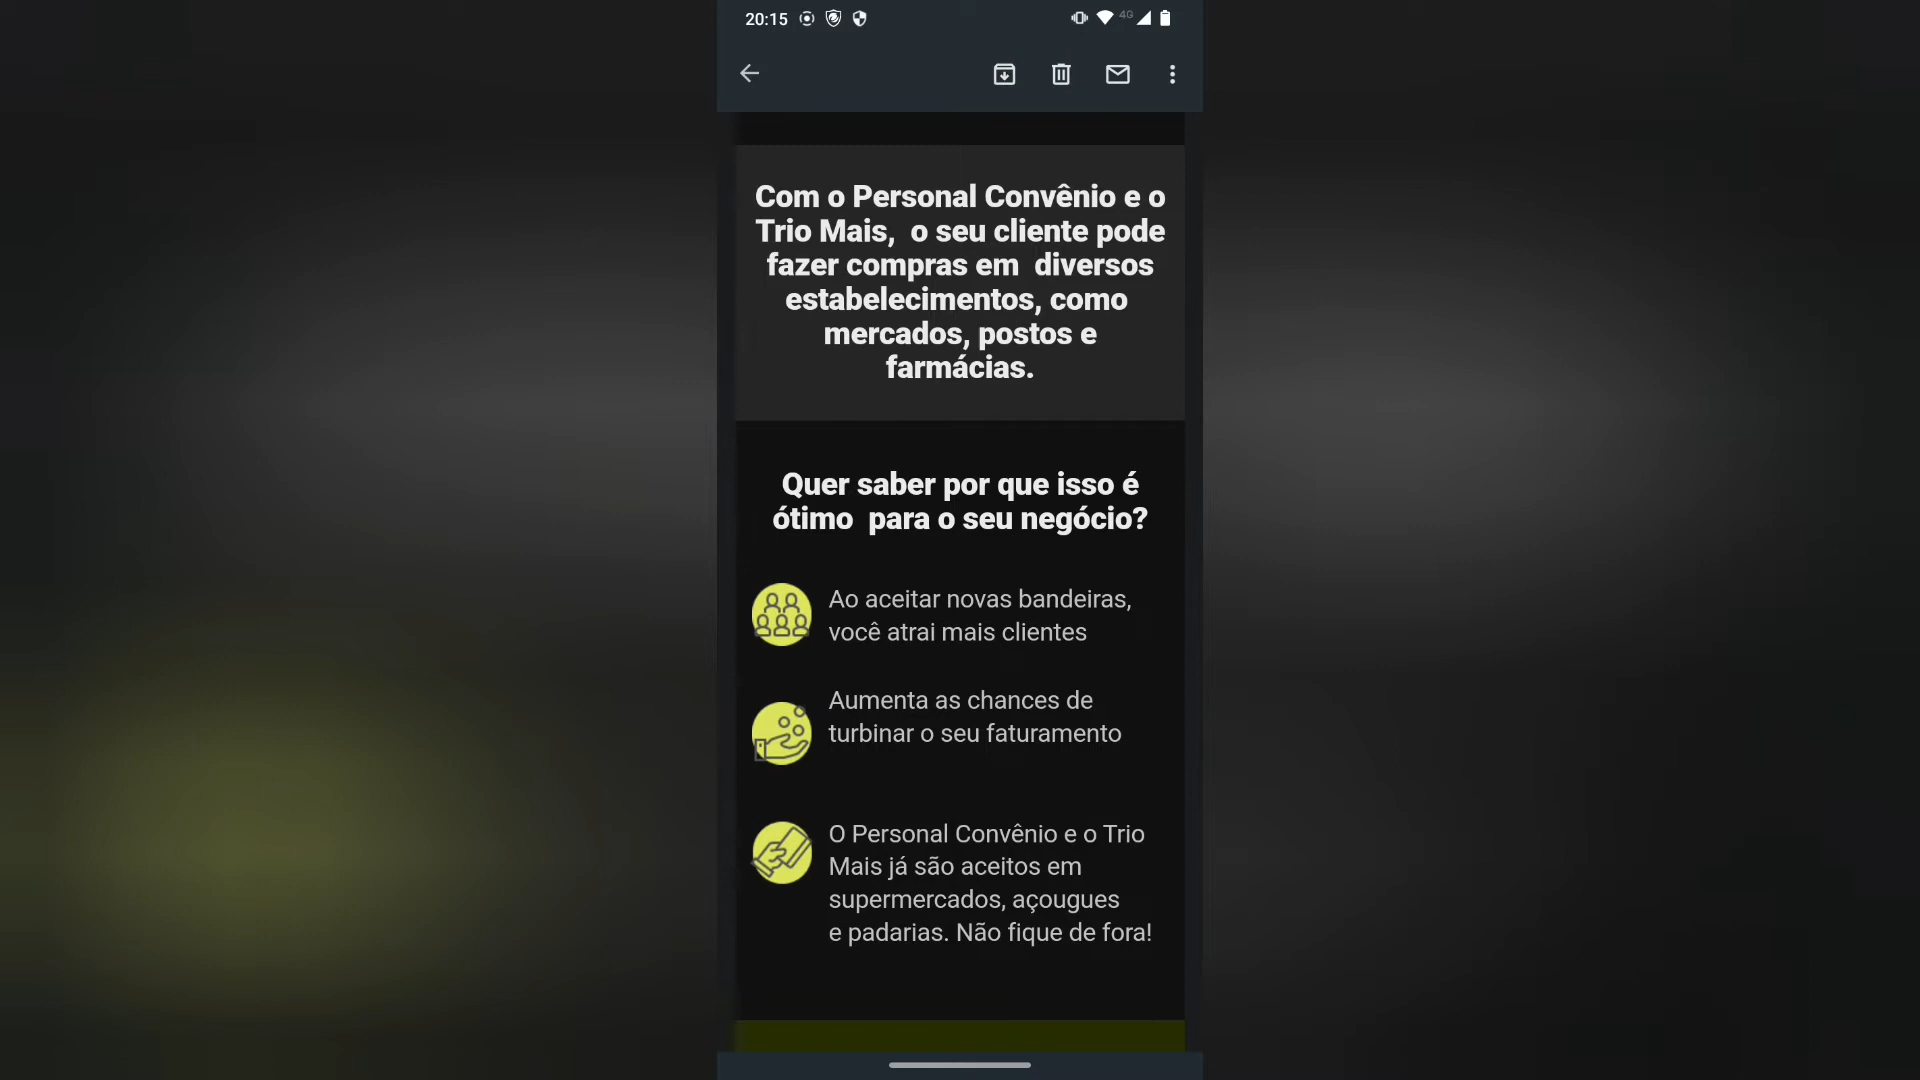 20:15
4G
Com o Personal Convênio e o
Trio Mais, o seu cliente pode
fazer compras em diversos
estabelecimentos, como
mercados, postos e
farmácias.
Quer saber por que isso é
ótimo para o seu negócio?
Ao aceitar novas bandeiras,
você atrai mais clientes
Aumenta as chances de
turbinar o seu faturamento
O Personal Convênio e o Trio
Mais já são aceitos em
supermercados, açougues
e padarias. Não fique de fora!